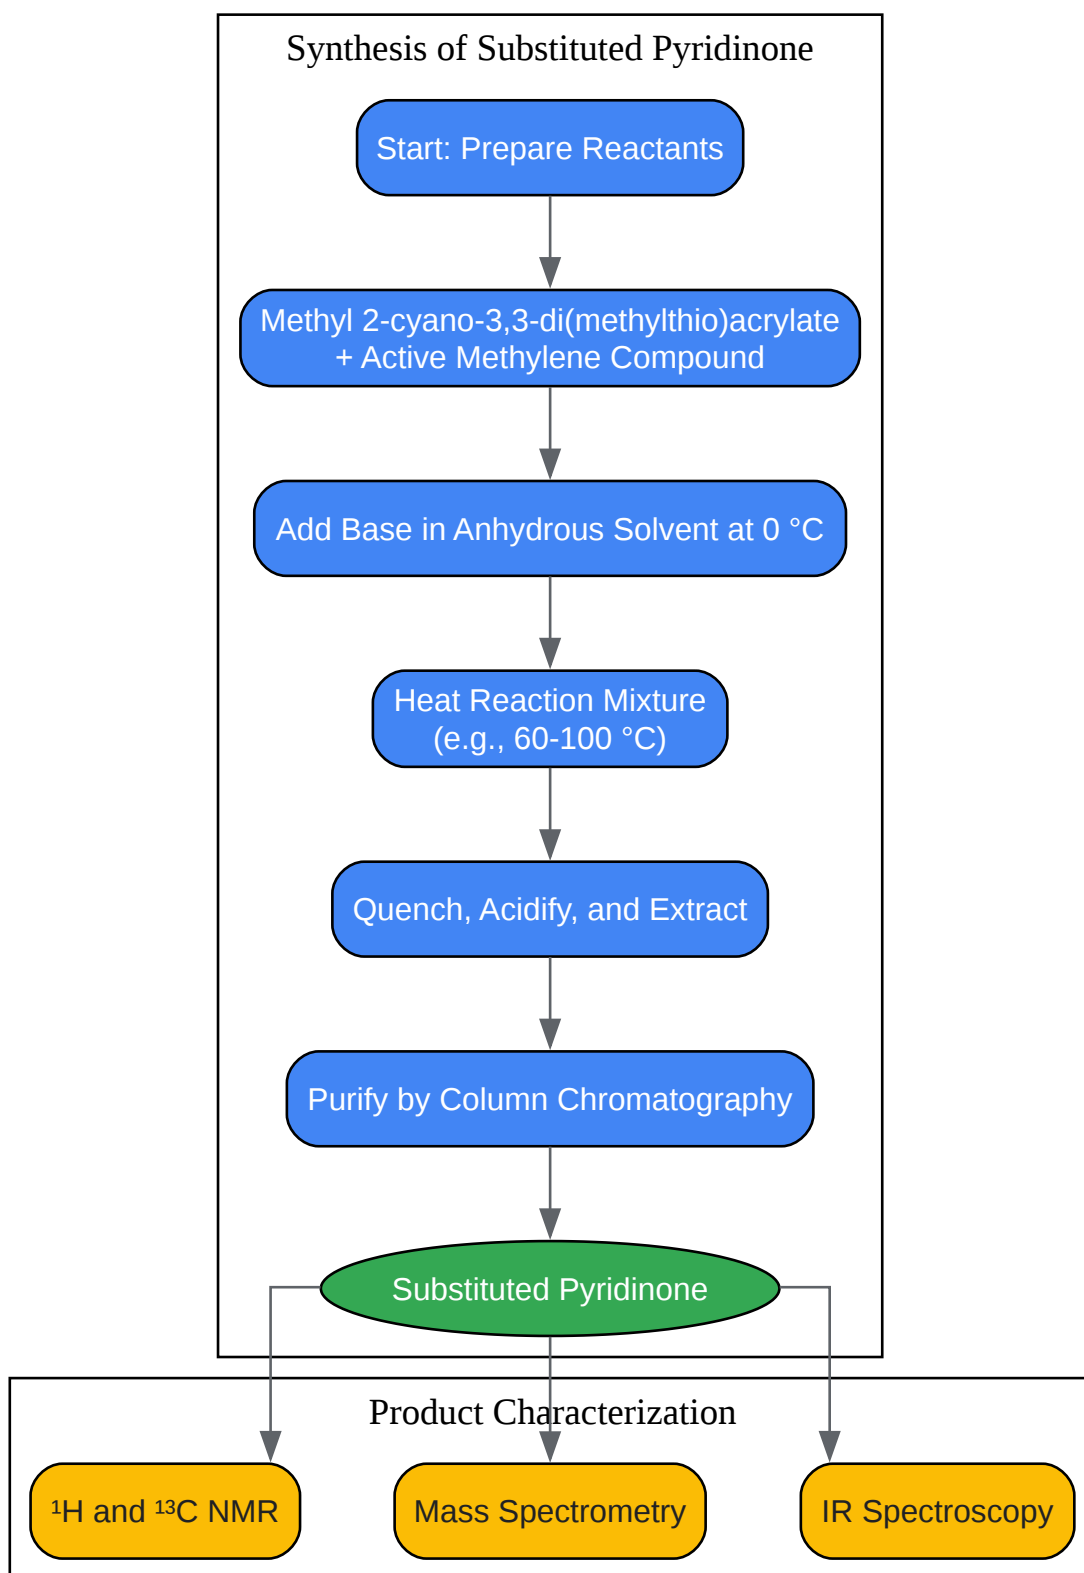 Synthesis of Substituted Pyridinone
Start: Prepare Reactants
Methyl 2-cyano-3,3-di(methylthio)acrylate
+ Active Methylene Compound
Add Base in Anhydrous Solvent at 0 °C
Heat Reaction Mixture
(e.g., 60-100 °C)
Quench, Acidify, and Extract
Purify by Column Chromatography
Substituted Pyridinone
Product Characterization
¹H and ¹³C NMR
Mass Spectrometry
IR Spectroscopy